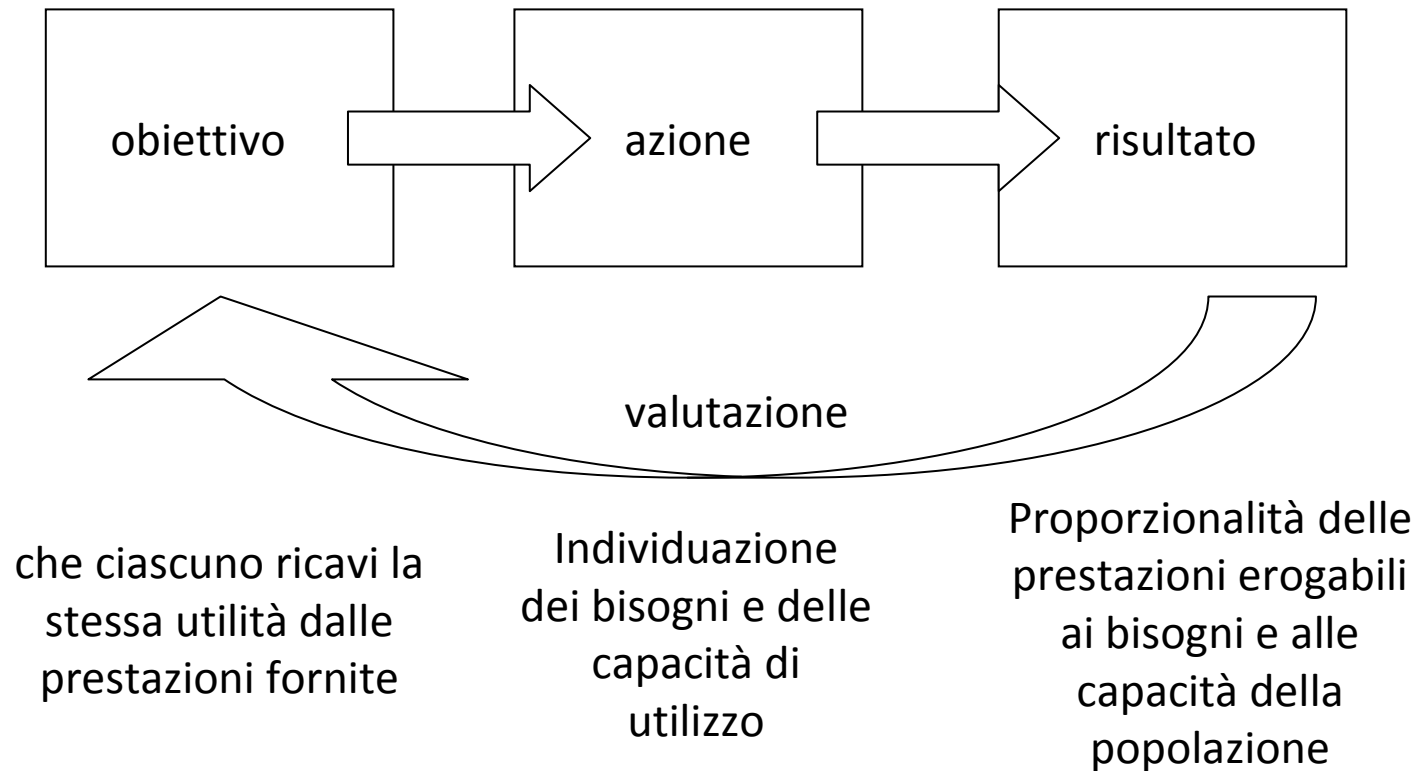 obiettivo
azione
risultato
valutazione
che ciascuno ricavi la
stessa utilità dalle
prestazioni fornite
Individuazione
dei bisogni e delle
capacità di
utilizzo
Proporzionalità delle
prestazioni erogabili
ai bisogni e alle
capacità della
popolazione